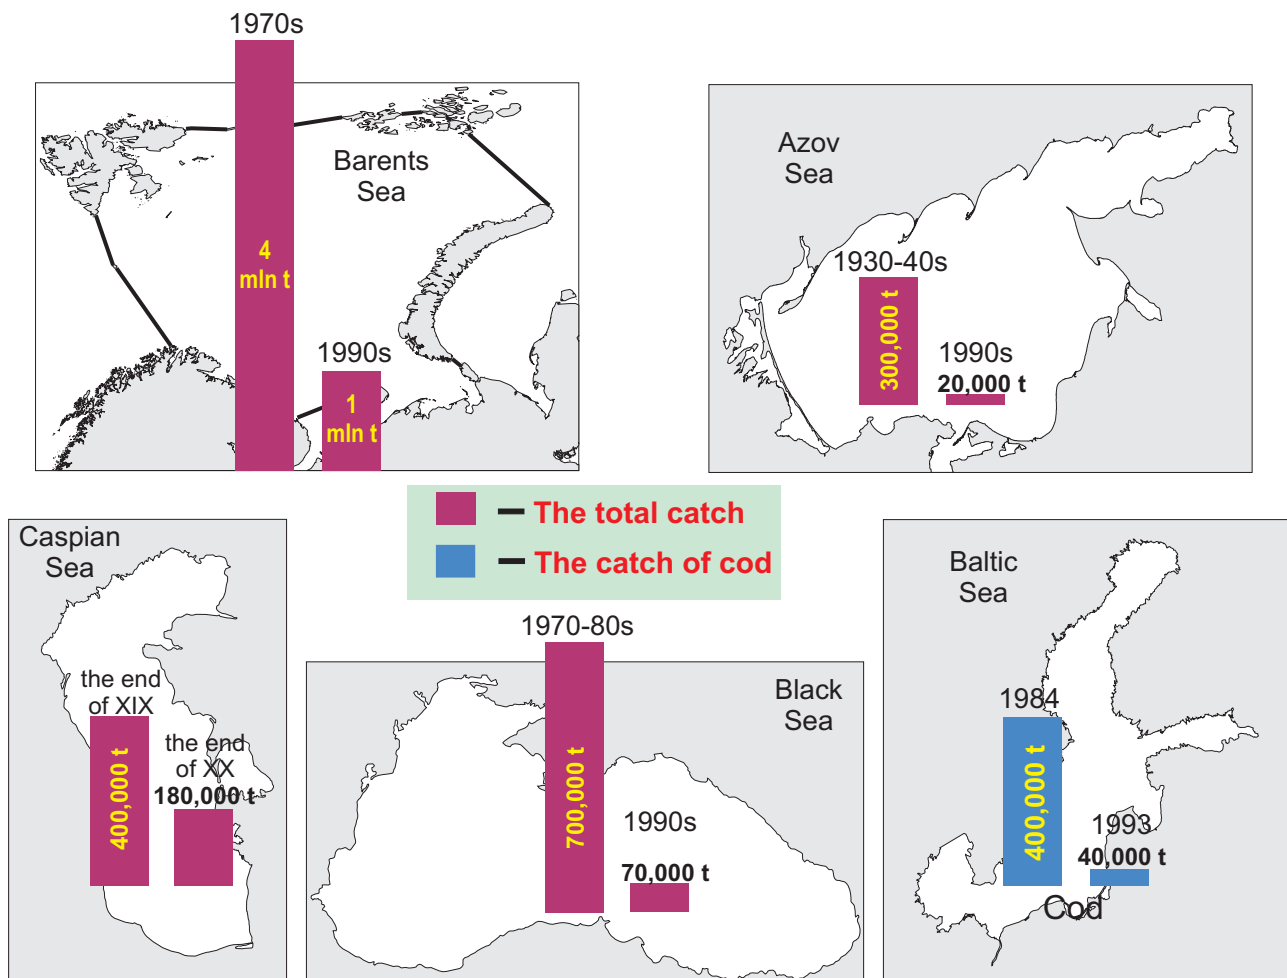 1970s
Barents
Sea
4
mln t
1990s
1
mln t
Azov
Sea
1930-40s
300,000 t
1990s
20,000 t
The total catch
The catch of cod
Caspian
Sea
the end
of XIX
400,000 t
the end
of XX
180,000 t
1970-80s
Black
Sea
700,000 t
1990s
70,000 t
Baltic
Sea
1984
400,000 t
1993
40,000 t
Cod